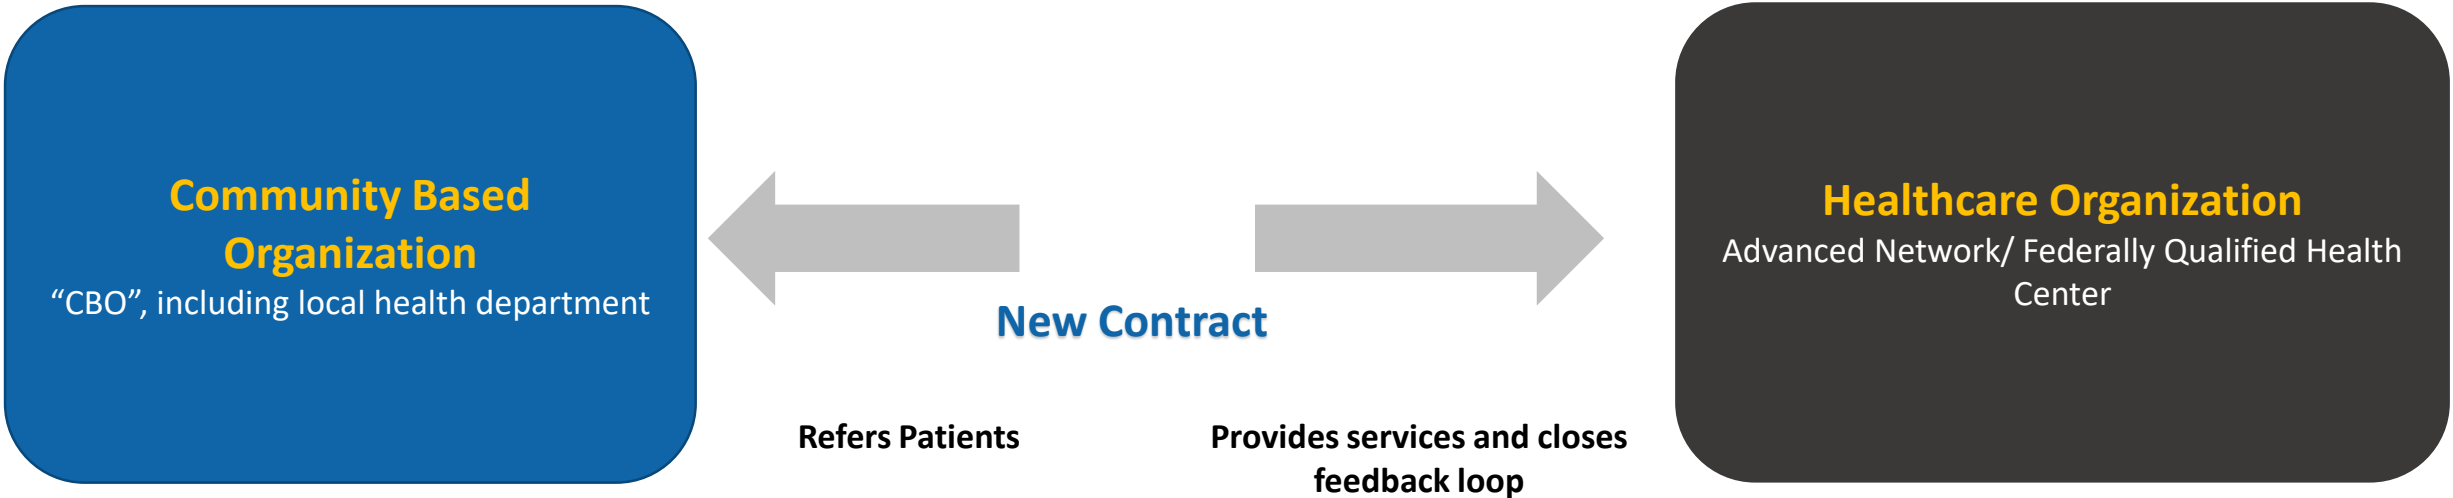 Community Based
Organization
“CBO”, including local health department
New Contract
Refers Patients
Provides services and closes
feedback loop
Healthcare Organization
Advanced Network/ Federally Qualified Health
Center